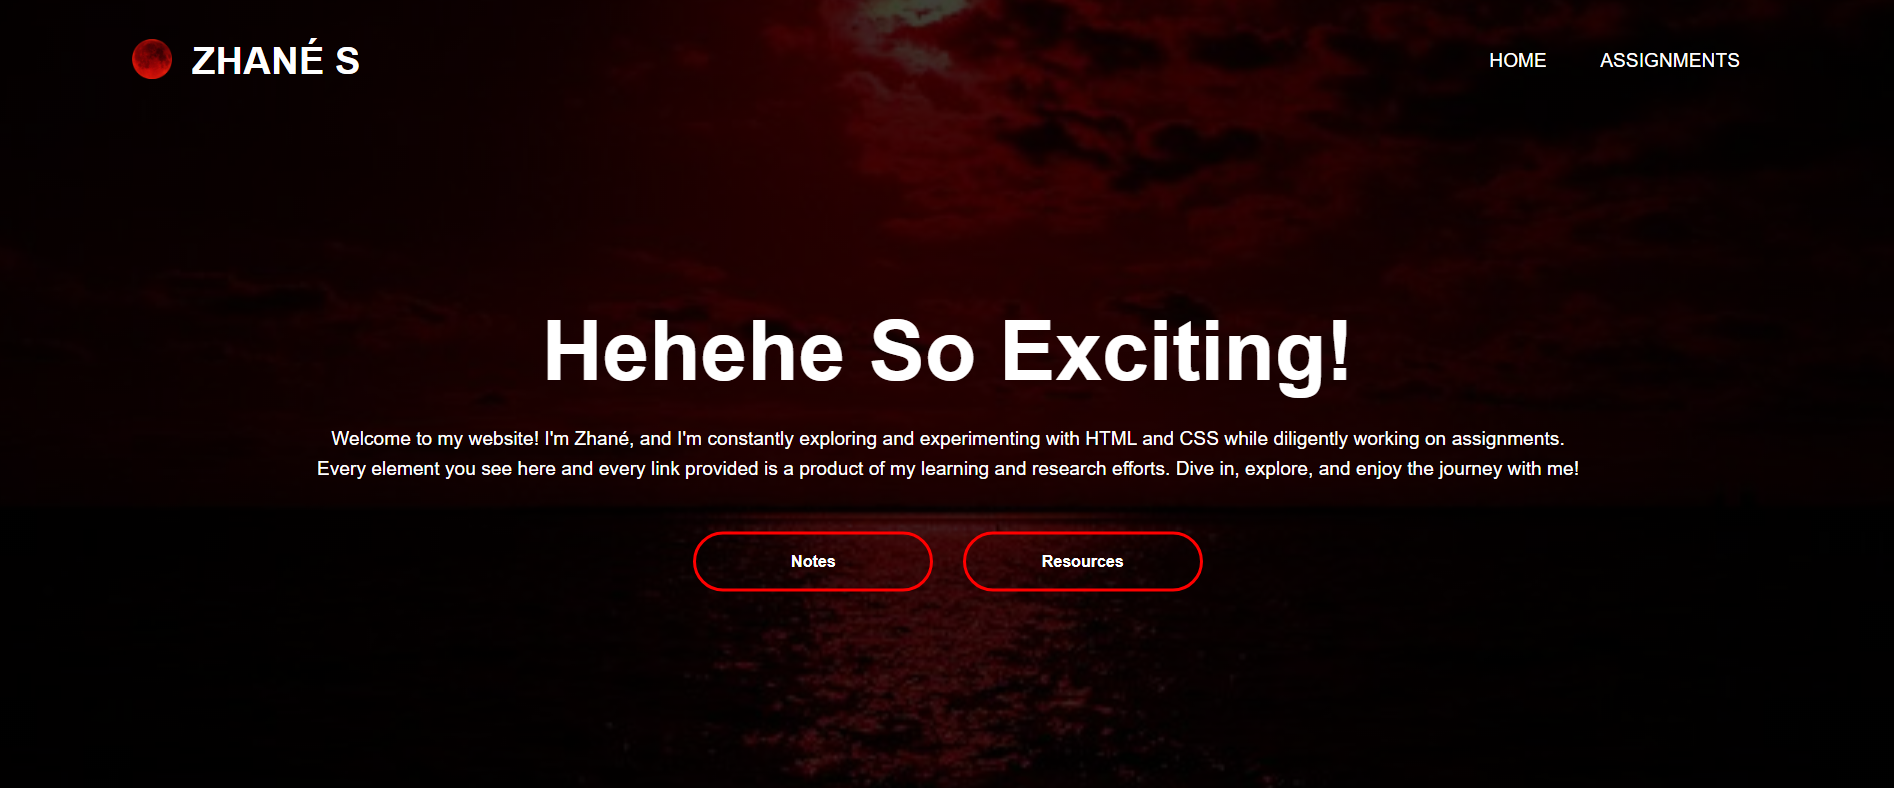 ZHANÉ S
HOME
ASSIGNMENTS
Hehehe So Exciting!
Welcome to my website! I'm Zhané, and I'm constantly exploring and experimenting with HTML and CSS while diligently working on assignments.
Every element you see here and every link provided is a product of my learning and research efforts. Dive in, explore, and enjoy the journey with me!
Notes
Resources